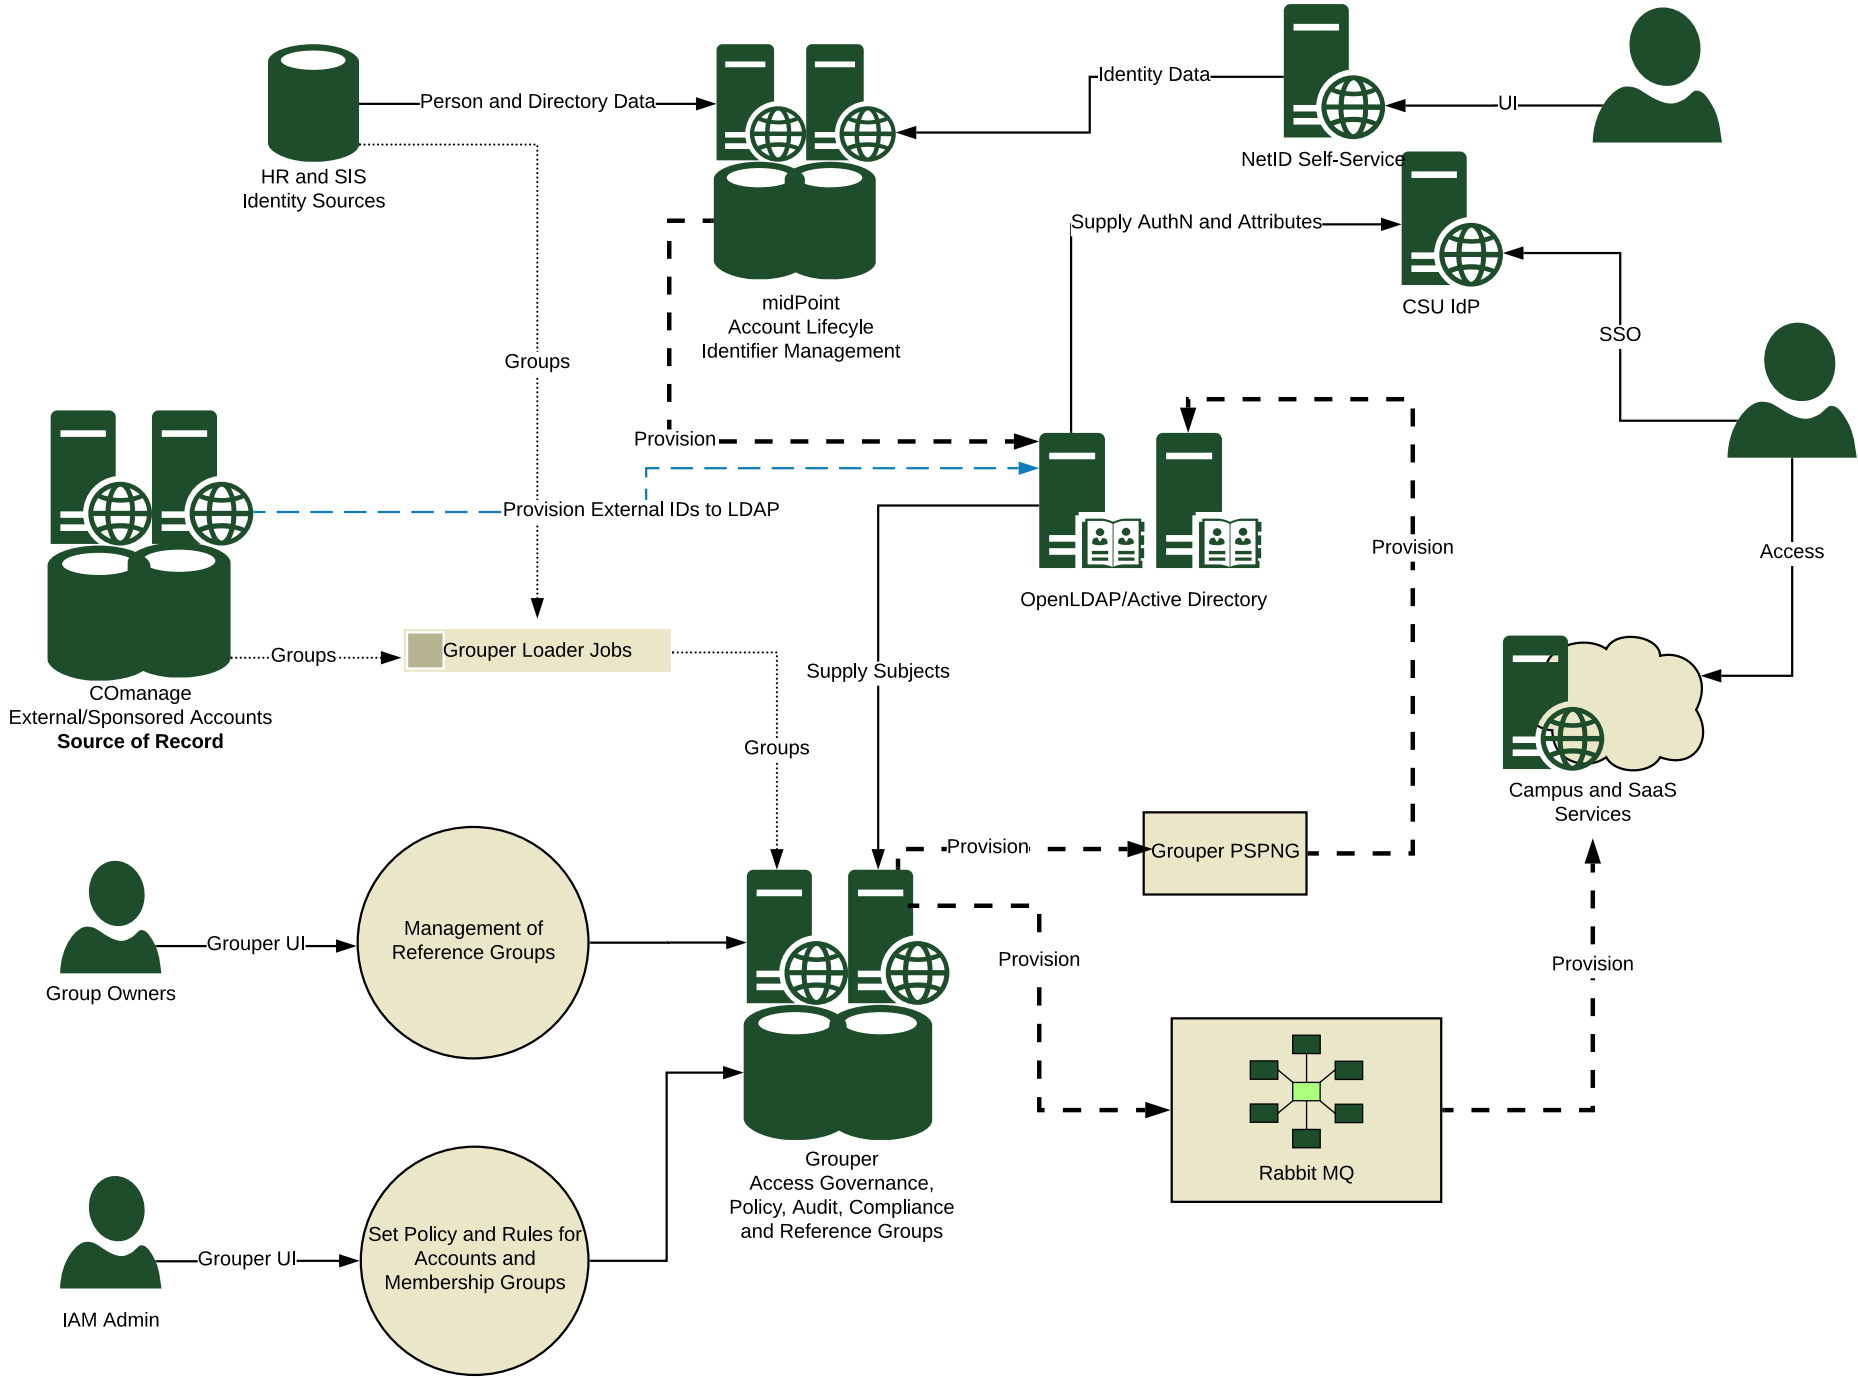 Identity Data
UI
Person and Directory Data
NetID Self-Service
HR and SIS
Identity Sources
Supply AuthN and Attributes
midPoint
Account Lifecyle
Identifier Management
CSU IdP
SSO
Groups
Provision
Provision External IDs to LDAP
Provision
Access
OpenLDAP/Active Directory
Groups
Grouper Loader Jobs
Supply Subjects
COmanage
External/Sponsored Accounts
Source of Record
Groups
Campus and SaaS
Services
Provision
Grouper PSPNG
Management of
Reference Groups
Grouper UI
Group Owners
Provision
Provision
Rabbit MQ
Grouper
Access Governance,
Policy, Audit, Compliance
and Reference Groups
Set Policy and Rules for
Accounts and
Membership Groups
Grouper UI
IAM Admin